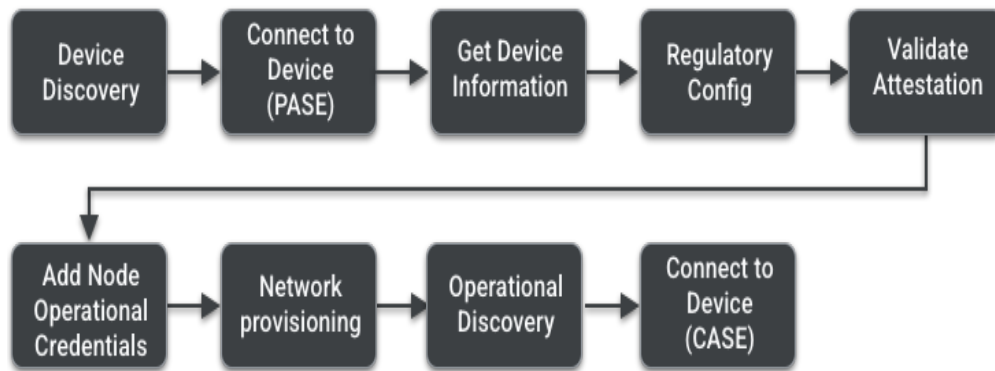 Device
Discovery
Connect to
Device
(PASE)
Get Device
Information
Regulatory
Config
Validate
Attestation
Add Node
Operational
Credentials
Network
provisioning
Operational
Discovery
Connect to
Device
(CASE)